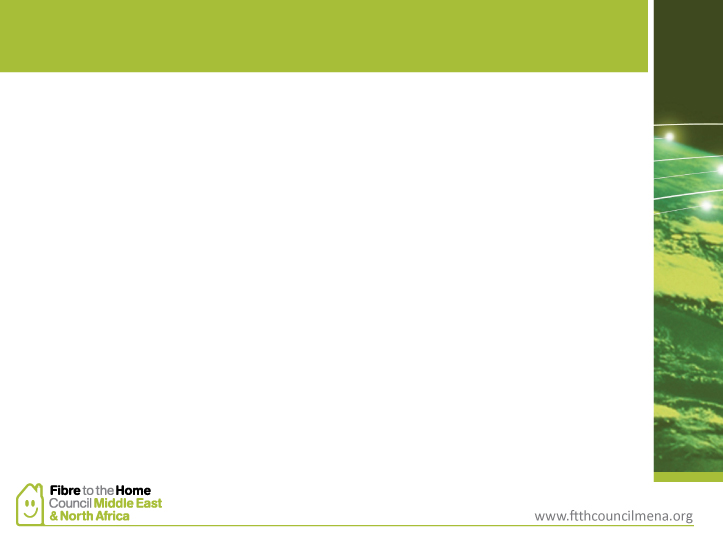 Fibre to the Home
Council Middle East
& North Africa
www.ftthcouncilmena.org